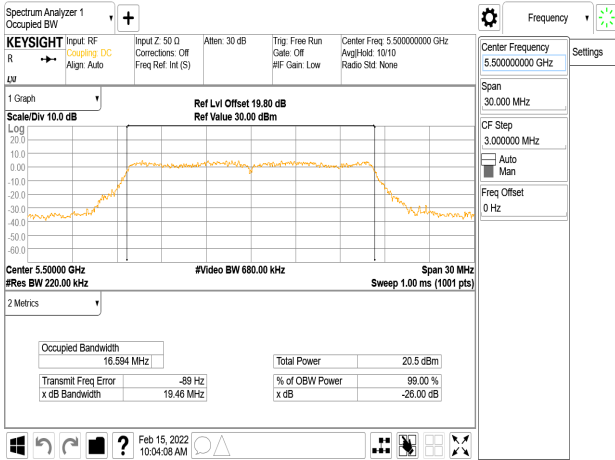 Spectrum Analyzer 1
Occupied BW
Frequency
KEYSIGHT
R
LXI
Input: RF
Coupling: DC
Align: Auto
Input Z: 50 Ω
Corrections: Off
Freq Ref: Int (S)
Atten: 30 dB
Trig: Free Run
Gate: Off
#IF Gain: Low
Center Freq: 5.500000000 GHz
Avg|Hold: 10/10
Radio Std: None
Center Frequency
5.500000000 GHz
Settings
Span
30.000 MHz
CF Step
3.000000 MHz
Auto
Man
Freq Offset
0 Hz
1 Graph
Scale/Div 10.0 dB
Ref Lvl Offset 19.80 dB
Ref Value 30.00 dBm
Log
20.0
10.0
0.00
-10.0
-20.0
-30.0
-40.0
-50.0
-60.0
Center 5.50000 GHz
#Res BW 220.00 kHz
#Video BW 680.00 kHz
Span 30 MHz
Sweep 1.00 ms (1001 pts)
2 Metrics
Occupied Bandwidth
16.594 MHz
Total Power 20.5 dBm
Transmit Freq Error -89 Hz
% of OBW Power 99.00 %
x dB Bandwidth 19.46 MHz
x dB -26.00 dB
?
Feb 15, 2022
10:04:08 AM